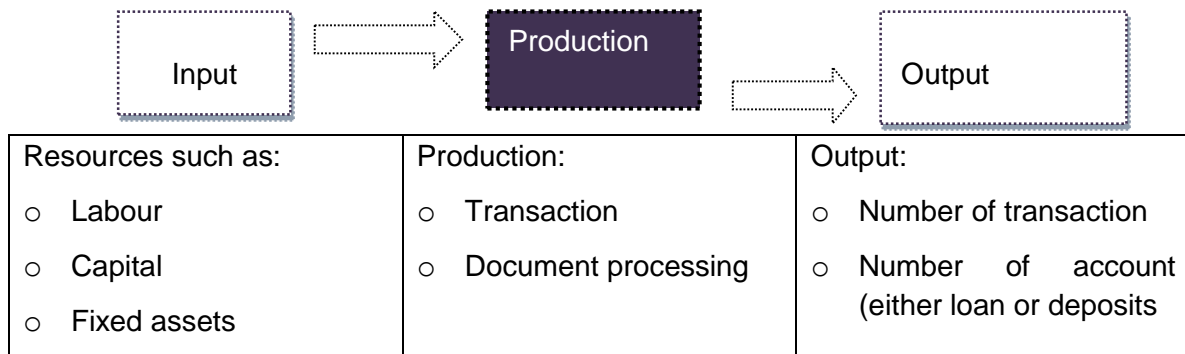 Input
Production
Output
Resources such as:
o Labour
o Capital
o Fixed assets
Production:
o Transaction
o Document processing
Output:
o Number of transaction
o Number of account
(either loan or deposits